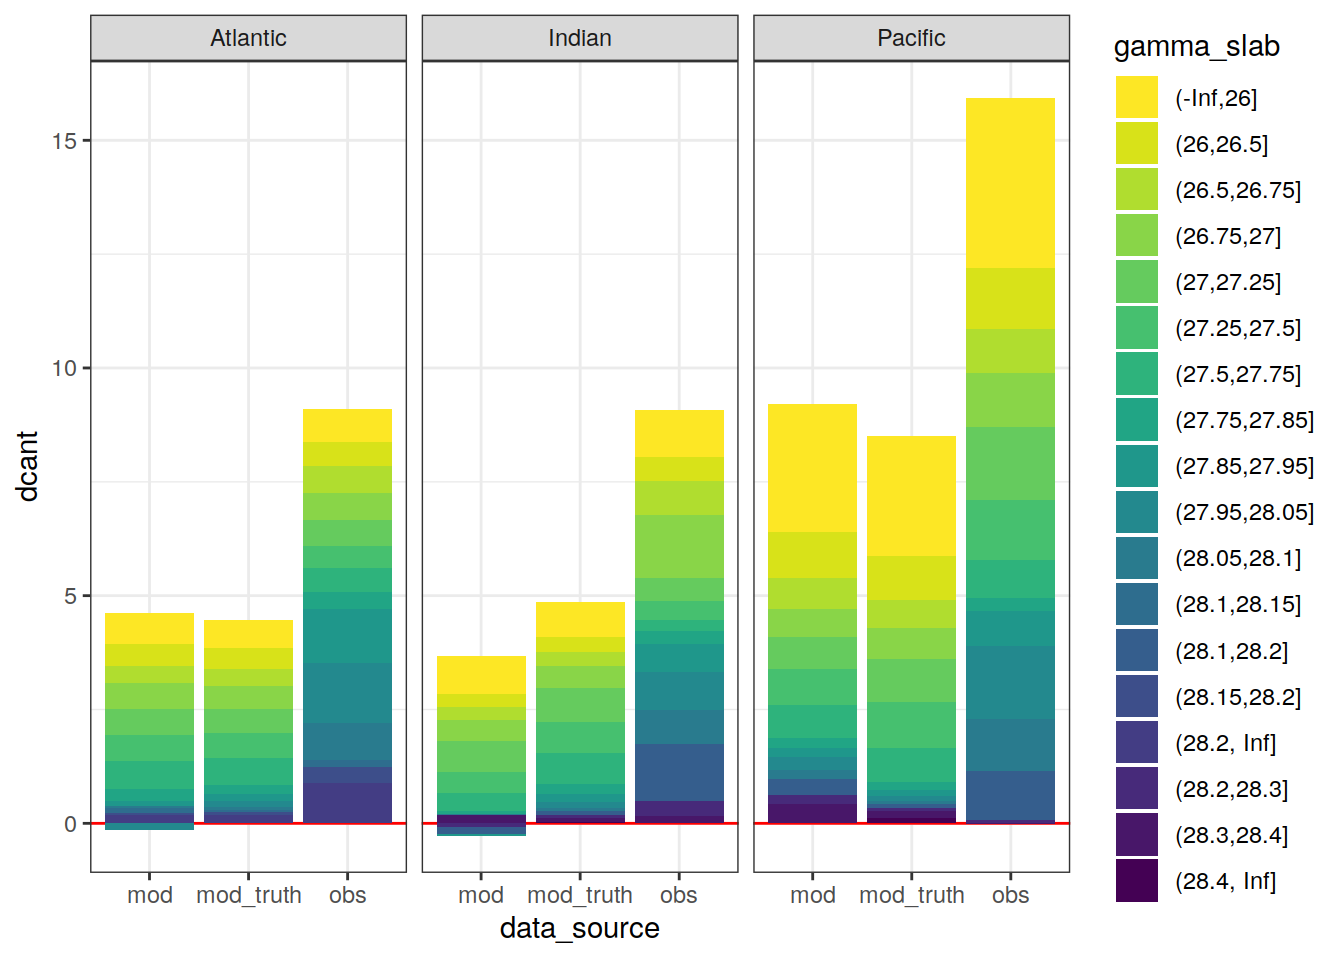 Atlantic
Indian
Pacific
15
10
5
0
dcant
mod
mod_truth
obs
mod
mod_truth
obs
mod
mod_truth
obs
data_source
gamma_slab
(-Inf,26]
(26,26.5]
(26.5,26.75]
(26.75,27]
(27,27.25]
(27.25,27.5]
(27.5,27.75]
(27.75,27.85]
(27.85,27.95]
(27.95,28.05]
(28.05,28.1]
(28.1,28.15]
(28.1,28.2]
(28.15,28.2]
(28.2, Inf]
(28.2,28.3]
(28.3,28.4]
(28.4, Inf]